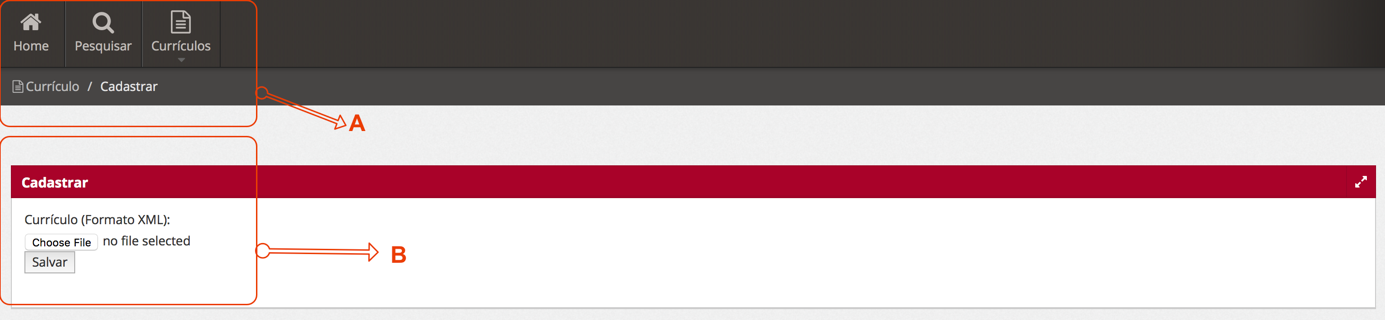 Home Pesquisar Currículos
Currículo / Cadastrar
A
Cadastrar
Currículo (Formato XML):
Choose File no file selected
B
Salvar